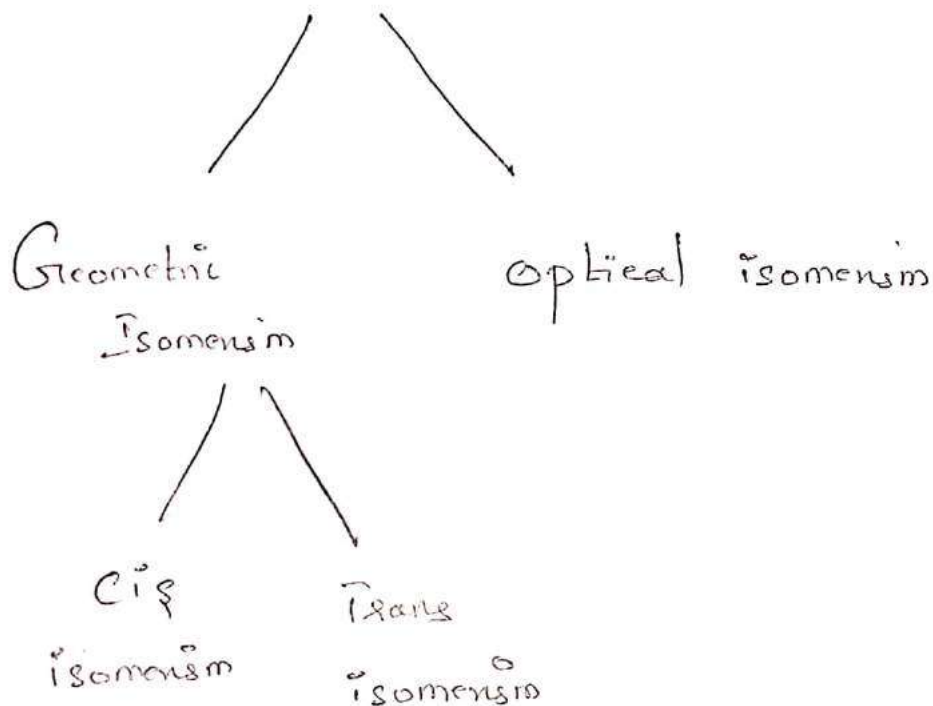 Geometric
Isomerism
optical isomerism
Cis
isomerism
Trans
isomerism